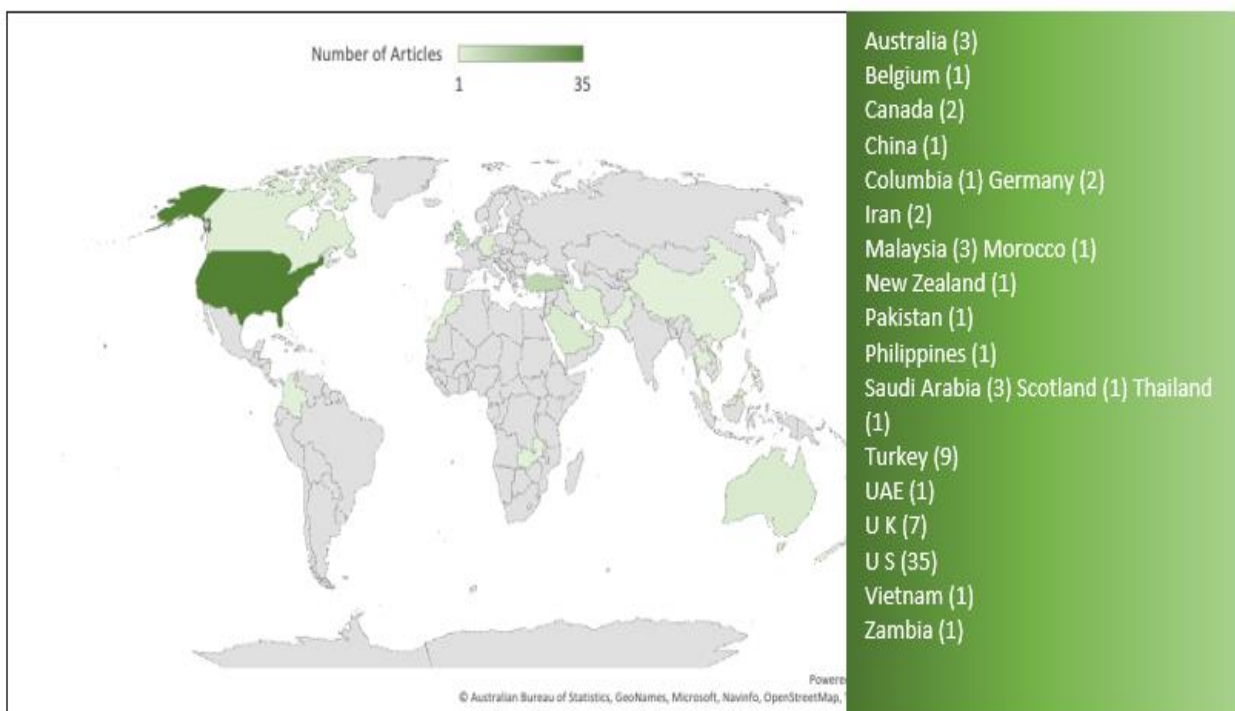 Number of Articles
1 35
Australia (3)
Belgium (1)
Canada (2)
China (1)
Columbia (1) Germany (2)
Iran (2)
Malaysia (3) Morocco (1)
New Zealand (1)
Pakistan (1)
Philippines (1)
Saudi Arabia (3) Scotland (1) Thailand
(1)
Turkey (9)
UAE (1)
U K (7)
U S (35)
Vietnam (1)
Zambia (1)
Powered
© Australian Bureau of Statistics, GeoNames, Microsoft, Navinfo, OpenStreetMap,